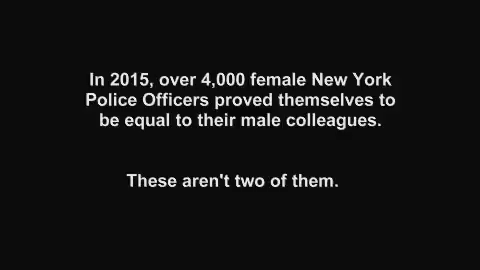 In 2015, over 4,000 female New York
Police Officers proved themselves to
be equal to their male colleagues.
These aren't two of them.